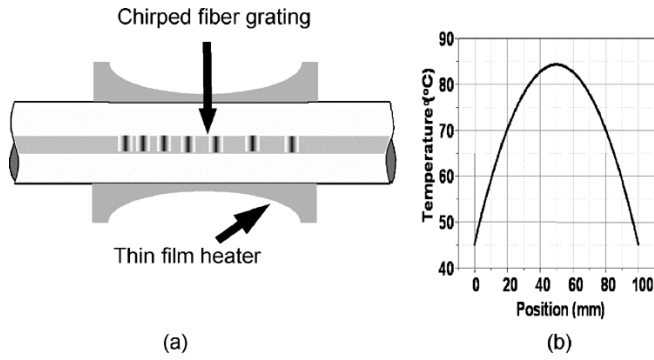 Chirped fiber grating
Thin film heater
(a)
Temperature (°C)
90
80
70
60
50
40
0 20 40 60 80 100
Position (mm)
(b)